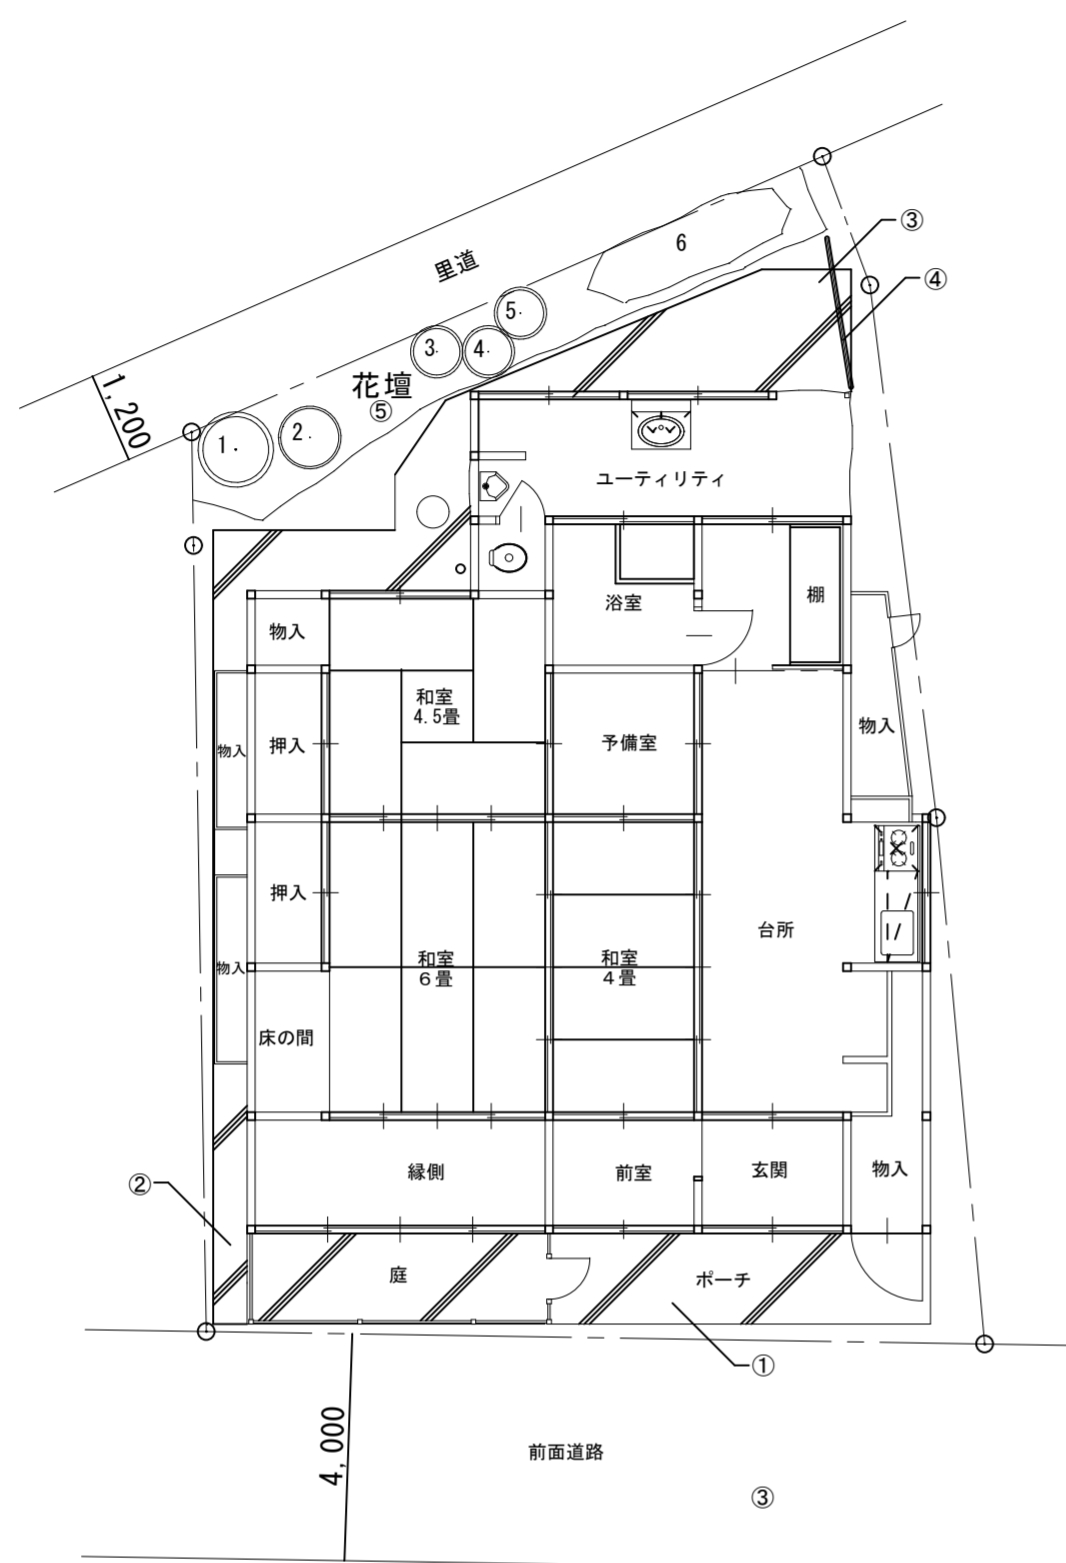 ③
6
里道
④
5.
3.
4.
花壇
⑤
1,200
1.
2.
ユーティリティ
棚
浴室
物入
和室
4.5畳
物入
押入
予備室
物入
押入
台所
和室
6畳
和室
4畳
物入
床の間
縁側
前室
玄関
物入
②
庭
ポーチ
①
4,000
前面道路
③